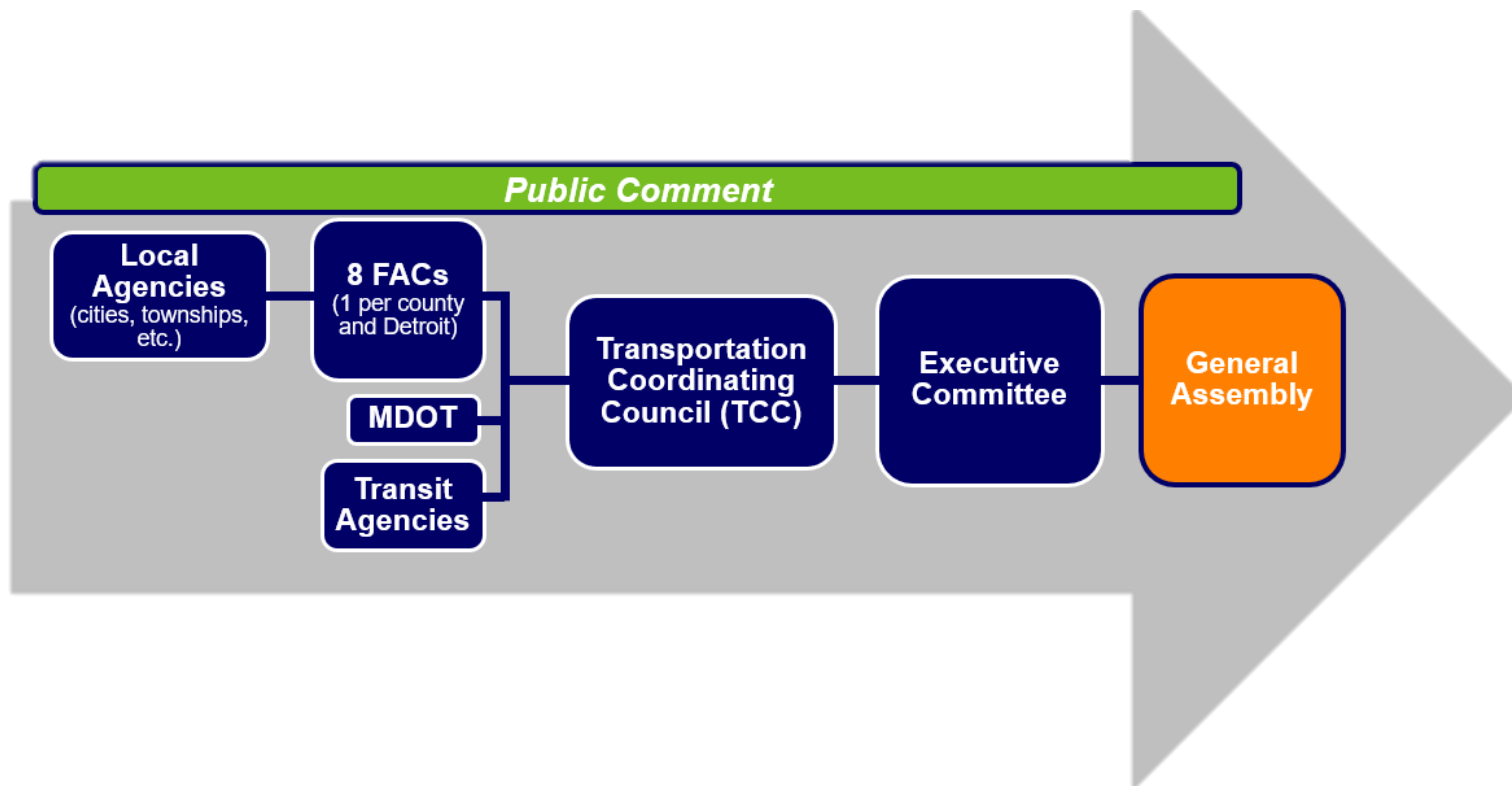 Public Comment
Local
Agencies
(cities, townships,
etc.)
8 FACs
(1 per county
and Detroit)
MDOT
Transit
Agencies
Transportation
Coordinating
Council (TCC)
Executive
Committee
General
Assembly